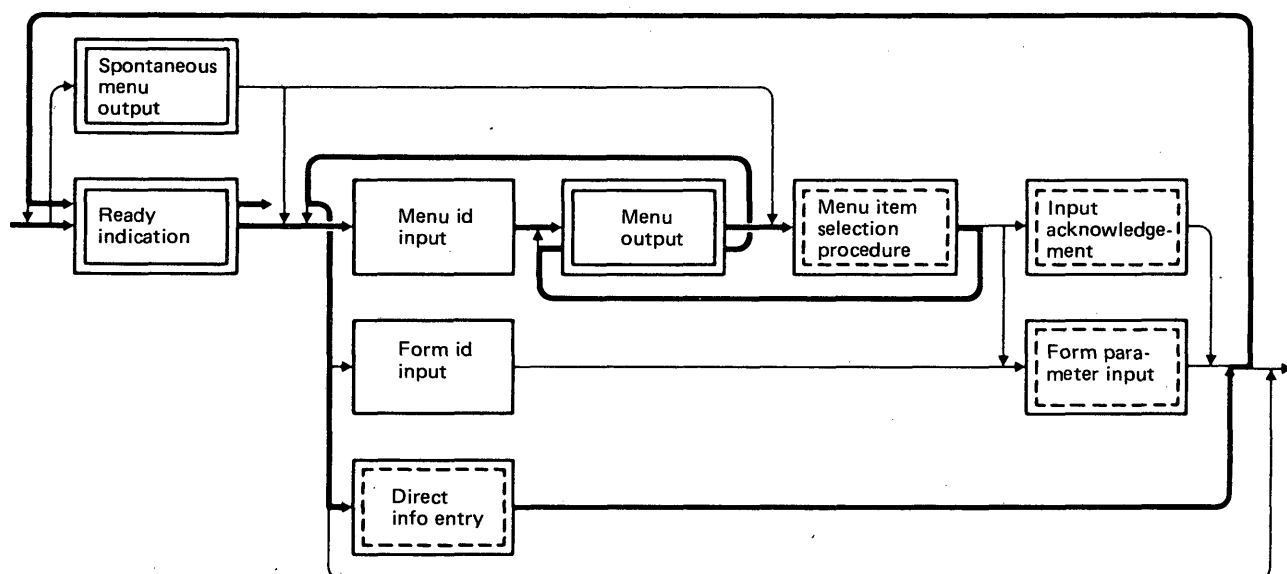 Spontaneous
menu
output
Ready
indication
Menu id
input
Menu
output
Menu item
selection
procedure
Input
acknowledge-
ment
Form id
input
Form para-
meter input
Direct
info entry